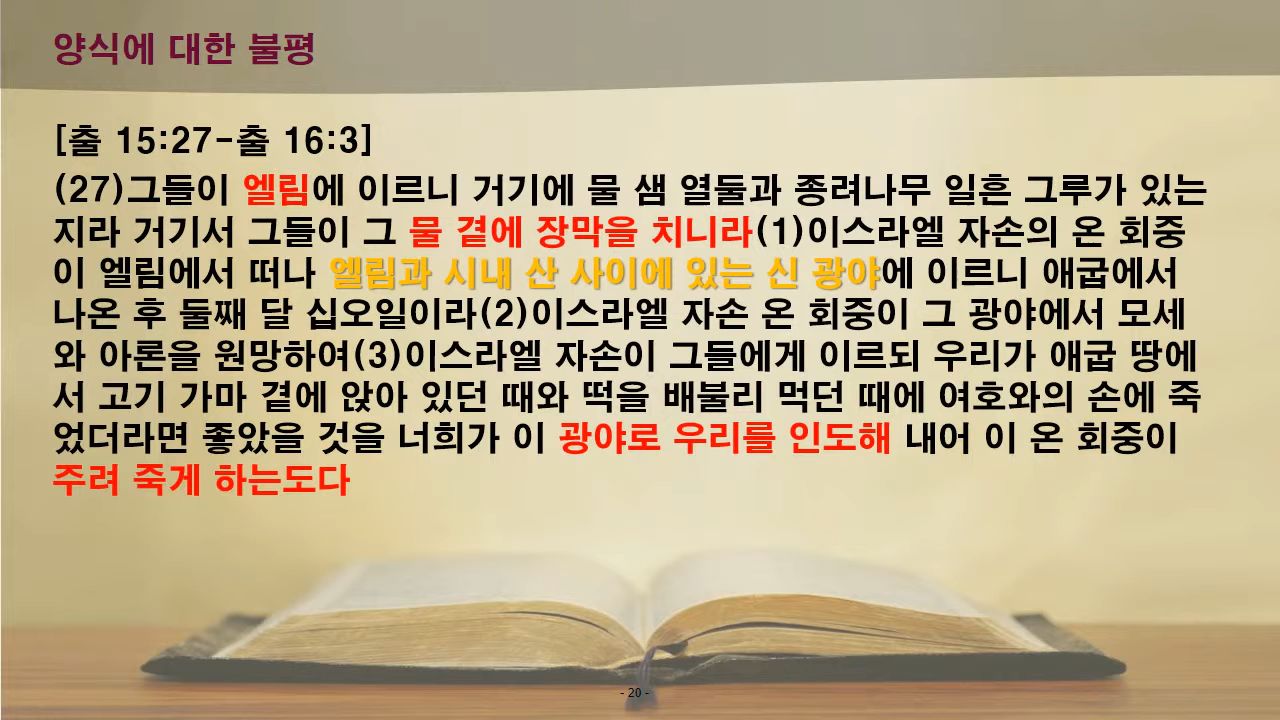 양식에 대한 불평
[출 15:27-출 16:3]
(27)그들이 엘림에 이르니 거기에 물 샘 열둘과 종려나무 일흔 그루가 있는
지라 거기서 그들이 그 물 곁에 장막을 치니라(1)이스라엘 자손의 온 회중
이 엘림에서 떠나 엘림과 시내 산 사이에 있는 신 광야에 이르니 애굽에서
나온 후 둘째 달 십오일이라(2)이스라엘 자손 온 회중이 그 광야에서 모세
와 아론을 원망하여(3)이스라엘 자손이 그들에게 이르되 우리가 애굽 땅에
서 고기 가마 곁에 앉아 있던 때와 떡을 배불리 먹던 때에 여호와의 손에 죽
었더라면 좋았을 것을 너희가 이 광야로 우리를 인도해 내어 이 온 회중이
주려 죽게 하는도다
- 20 -